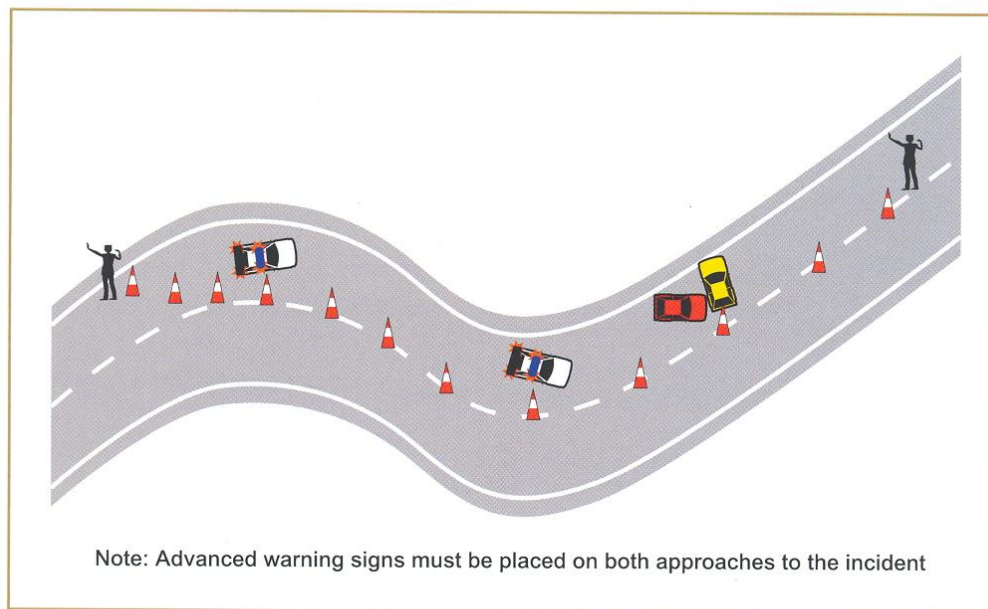 Note: Advanced warning signs must be placed on both approaches to the incident